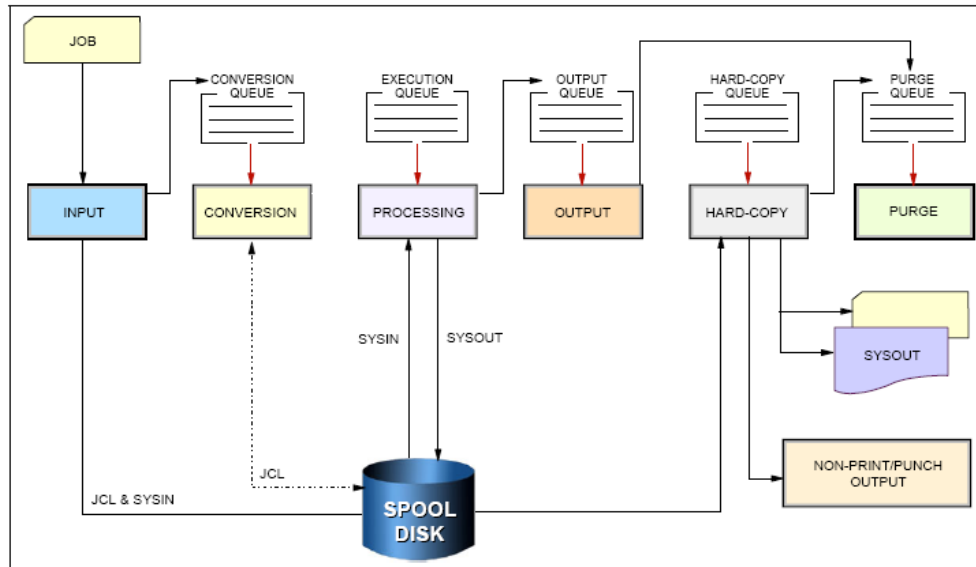 JOB
CONVERSION
QUEUE
EXECUTION
QUEUE
OUTPUT
QUEUE
HARD-COPY
QUEUE
PURGE
QUEUE
INPUT
CONVERSION
PROCESSING
OUTPUT
HARD-COPY
PURGE
SYSIN
SYSOUT
SYSOUT
JCL
JCL & SYSIN
SPOOL
DISK
NON-PRINT/PUNCH
OUTPUT